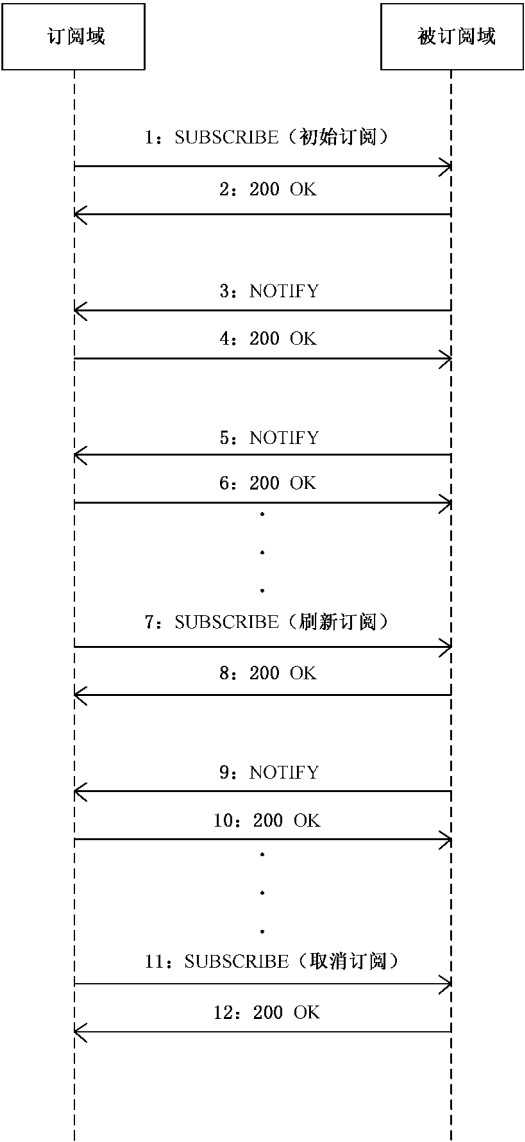 订阅域
被订阅域
1：SUBSCRIBE（初始订阅）
2：200 OK
3：NOTIFY
4：200 OK
5：NOTIFY
6：200 OK
7：SUBSCRIBE（刷新订阅）
8：200 OK
9：NOTIFY
10：200 OK
11：SUBSCRIBE（取消订阅）
12：200 OK